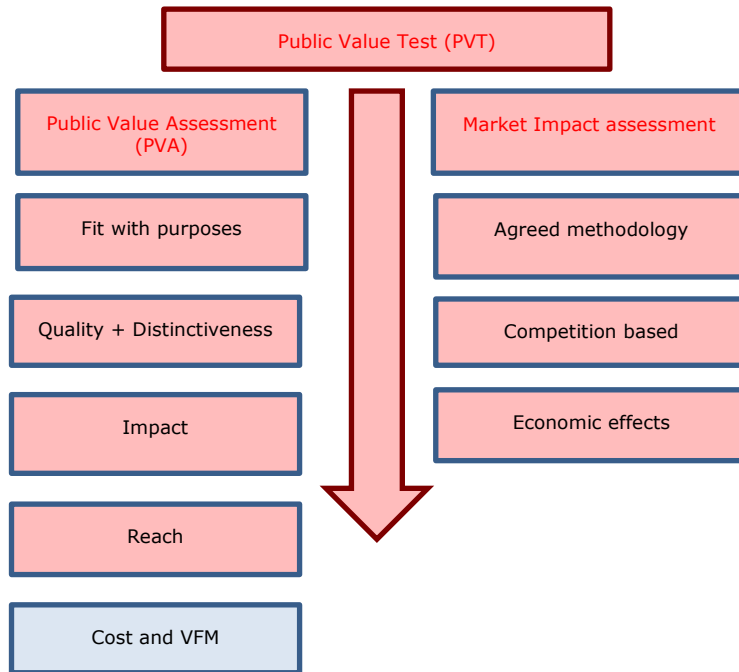 Public Value Test (PVT)
Public Value Assessment
(PVA)
Market Impact assessment
Fit with purposes
Agreed methodology
Quality + Distinctiveness
Competition based
Impact
Economic effects
Reach
Cost and VFM